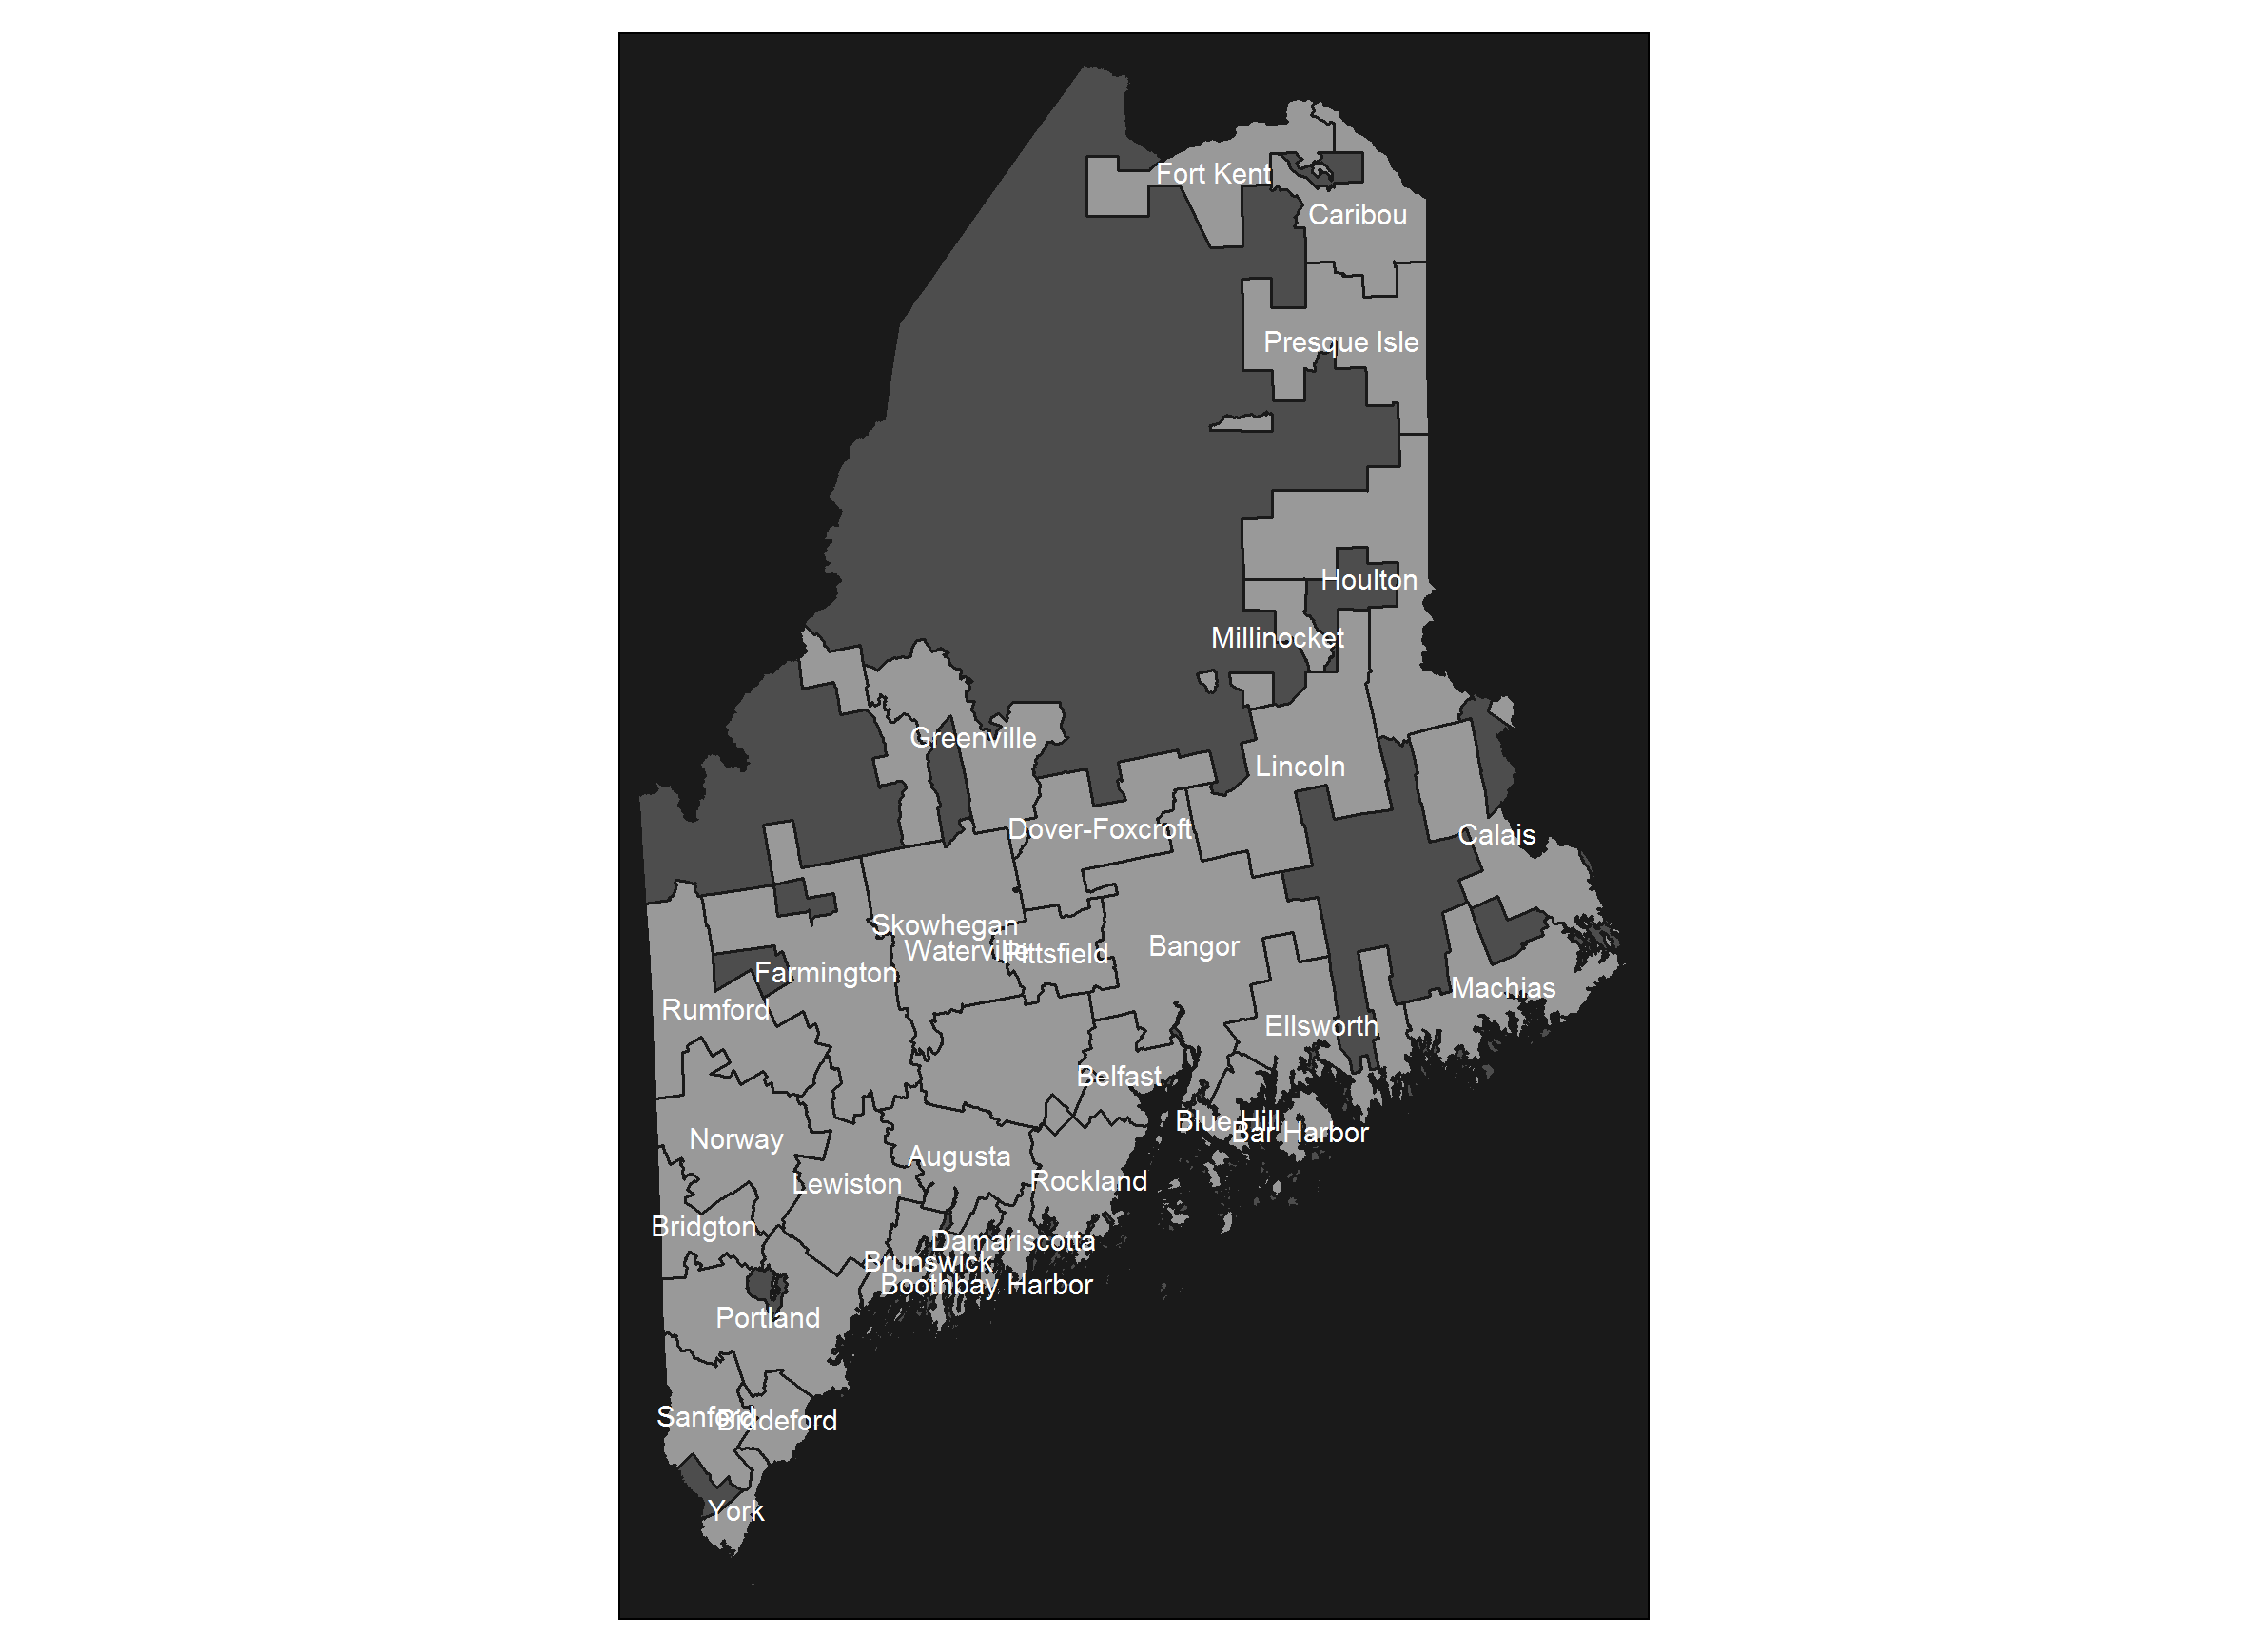 Fort Kent
Caribou
Presque Isle
Houlton
Millinocket
Greenville
Lincoln
Dover-Foxcroft
Calais
Skowhegan
Waterville
Pittsfield
Bangor
Farmington
Machias
Rumford
Ellsworth
Belfast
Blue Hill
Bar Harbor
Norway
Augusta
Rockland
Lewiston
Bridgton
Damariscotta
Brunswick
Boothbay Harbor
Portland
Sanford
Biddeford
York